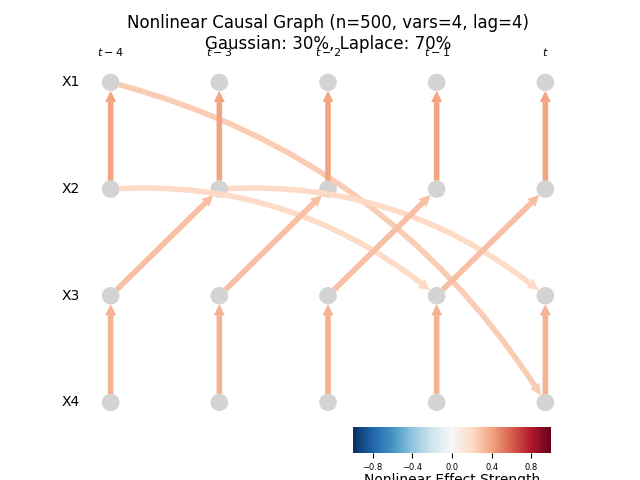 Nonlinear Causal Graph (n=500, vars=4, lag=4)
Gaussian: 30%, Laplace: 70%
t − 4 t − 3 t − 2 t − 1 t
X1
X2
X3
X4
−0.8 −0.4 0.0 0.4 0.8
Nonlinear Effect Strength